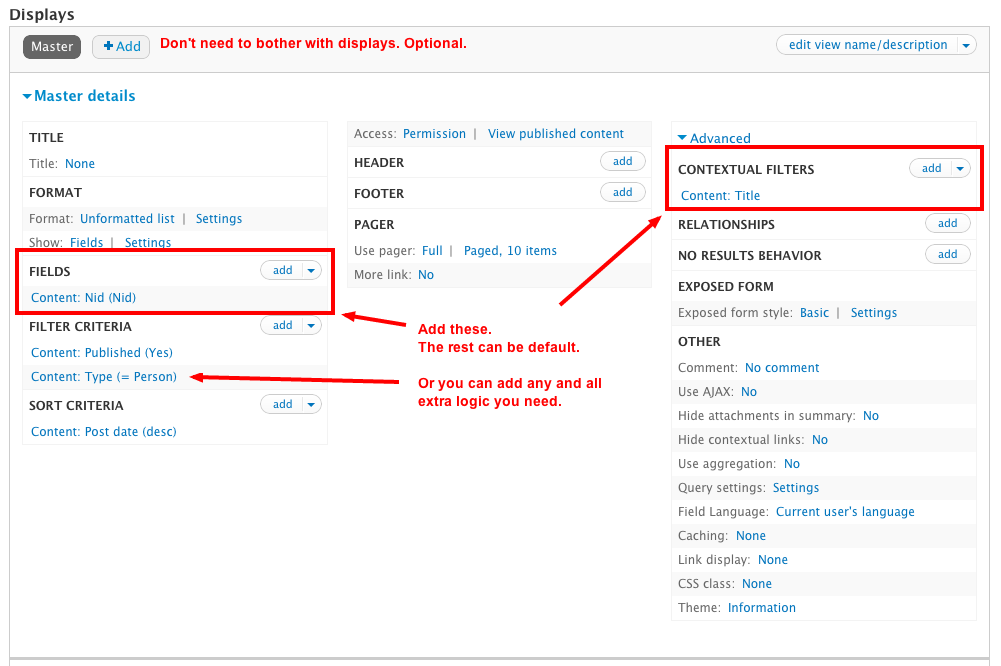 Displays
Master
+Add
Don't need to bother with displays. Optional.
edit view name/description
Master details
TITLE
Title: None
FORMAT
Format: Unformatted list | Settings
Show: Fields | Settings
FIELDS
add
Content: Nid (Nid)
FILTER CRITERIA
add
Content: Published (Yes)
Content: Type (= Person)
SORT CRITERIA
add
Content: Post date (desc)
Access: Permission | View published content
HEADER
add
FOOTER
add
PAGER
Use pager: Full | Paged, 10 items
More link: No
Add these.
The rest can be default.
Or you can add any and all
extra logic you need.
Advanced
CONTEXTUAL FILTERS
add
Content: Title
RELATIONSHIPS
add
NO RESULTS BEHAVIOR
add
EXPOSED FORM
Exposed form style: Basic | Settings
OTHER
Comment: No comment
Use AJAX: No
Hide attachments in summary: No
Hide contextual links: No
Use aggregation: No
Query settings: Settings
Field Language: Current user's language
Caching: None
Link display: None
CSS class: None
Theme: Information